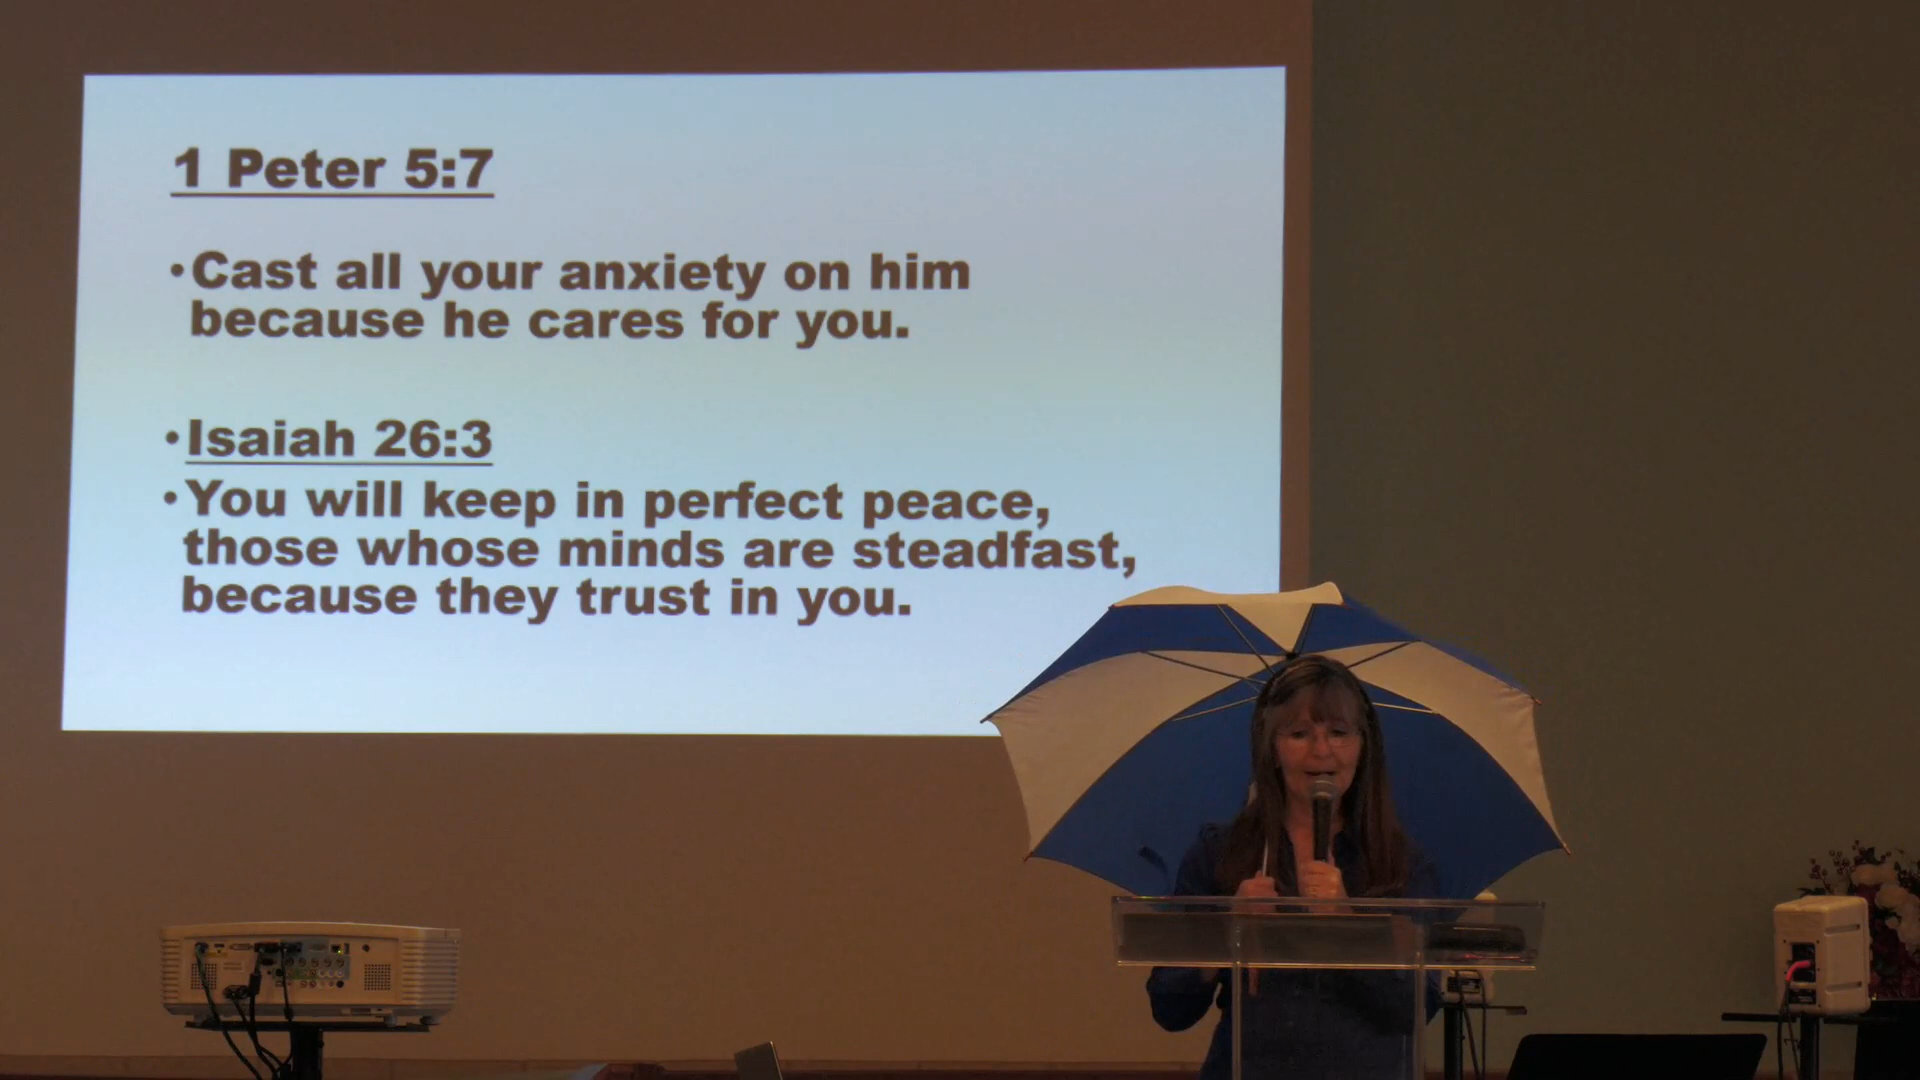 1 Peter 5:7
•Cast all your anxiety on him
because he cares for you.
•Isaiah 26:3
•You will keep in perfect peace,
those whose minds are steadfast,
because they trust in you.